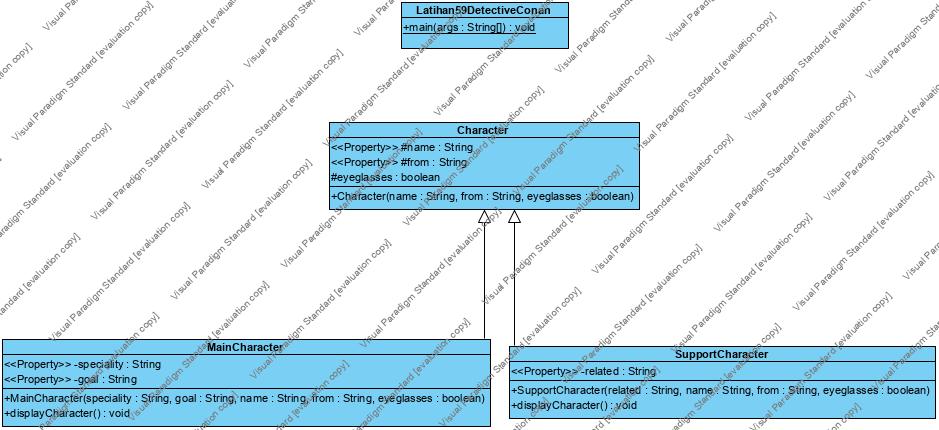 Latihan59DetectiveConan
+main(args : String[]) : void
Character
<<Property>> #name : String
<<Property>> #from : String
#eyeglasses : boolean
+Character(name : String, from : String, eyeglasses : boolean)
MainCharacter
<<Property>> -speciality : String
<<Property>> -goal : String
+MainCharacter(speciality : String, goal : String, name : String, from : String, eyeglasses : boolean)
+displayCharacter() : void
SupportCharacter
<<Property>> -related : String
+SupportCharacter(related : String, name : String, from : String, eyeglasses : boolean)
+displayCharacter() : void
Visual Paradigm Standard [evaluation copy]